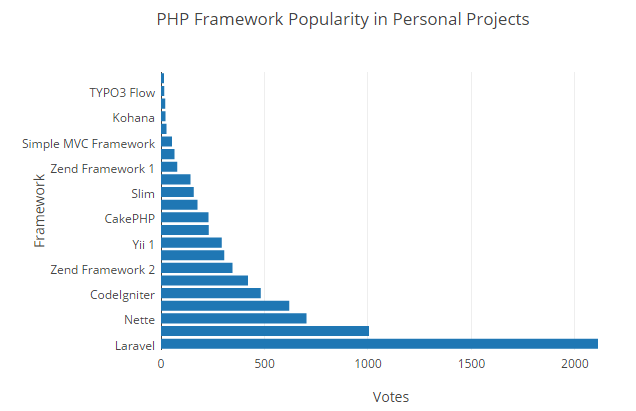 PHP Framework Popularity in Personal Projects
TYPO3 Flow
Kohana
Simple MVC Framework
Zend Framework 1
Slim
CakePHP
Yii 1
Zend Framework 2
CodeIgniter
Nette
Laravel
Framework
0 500 1000 1500 2000
Votes